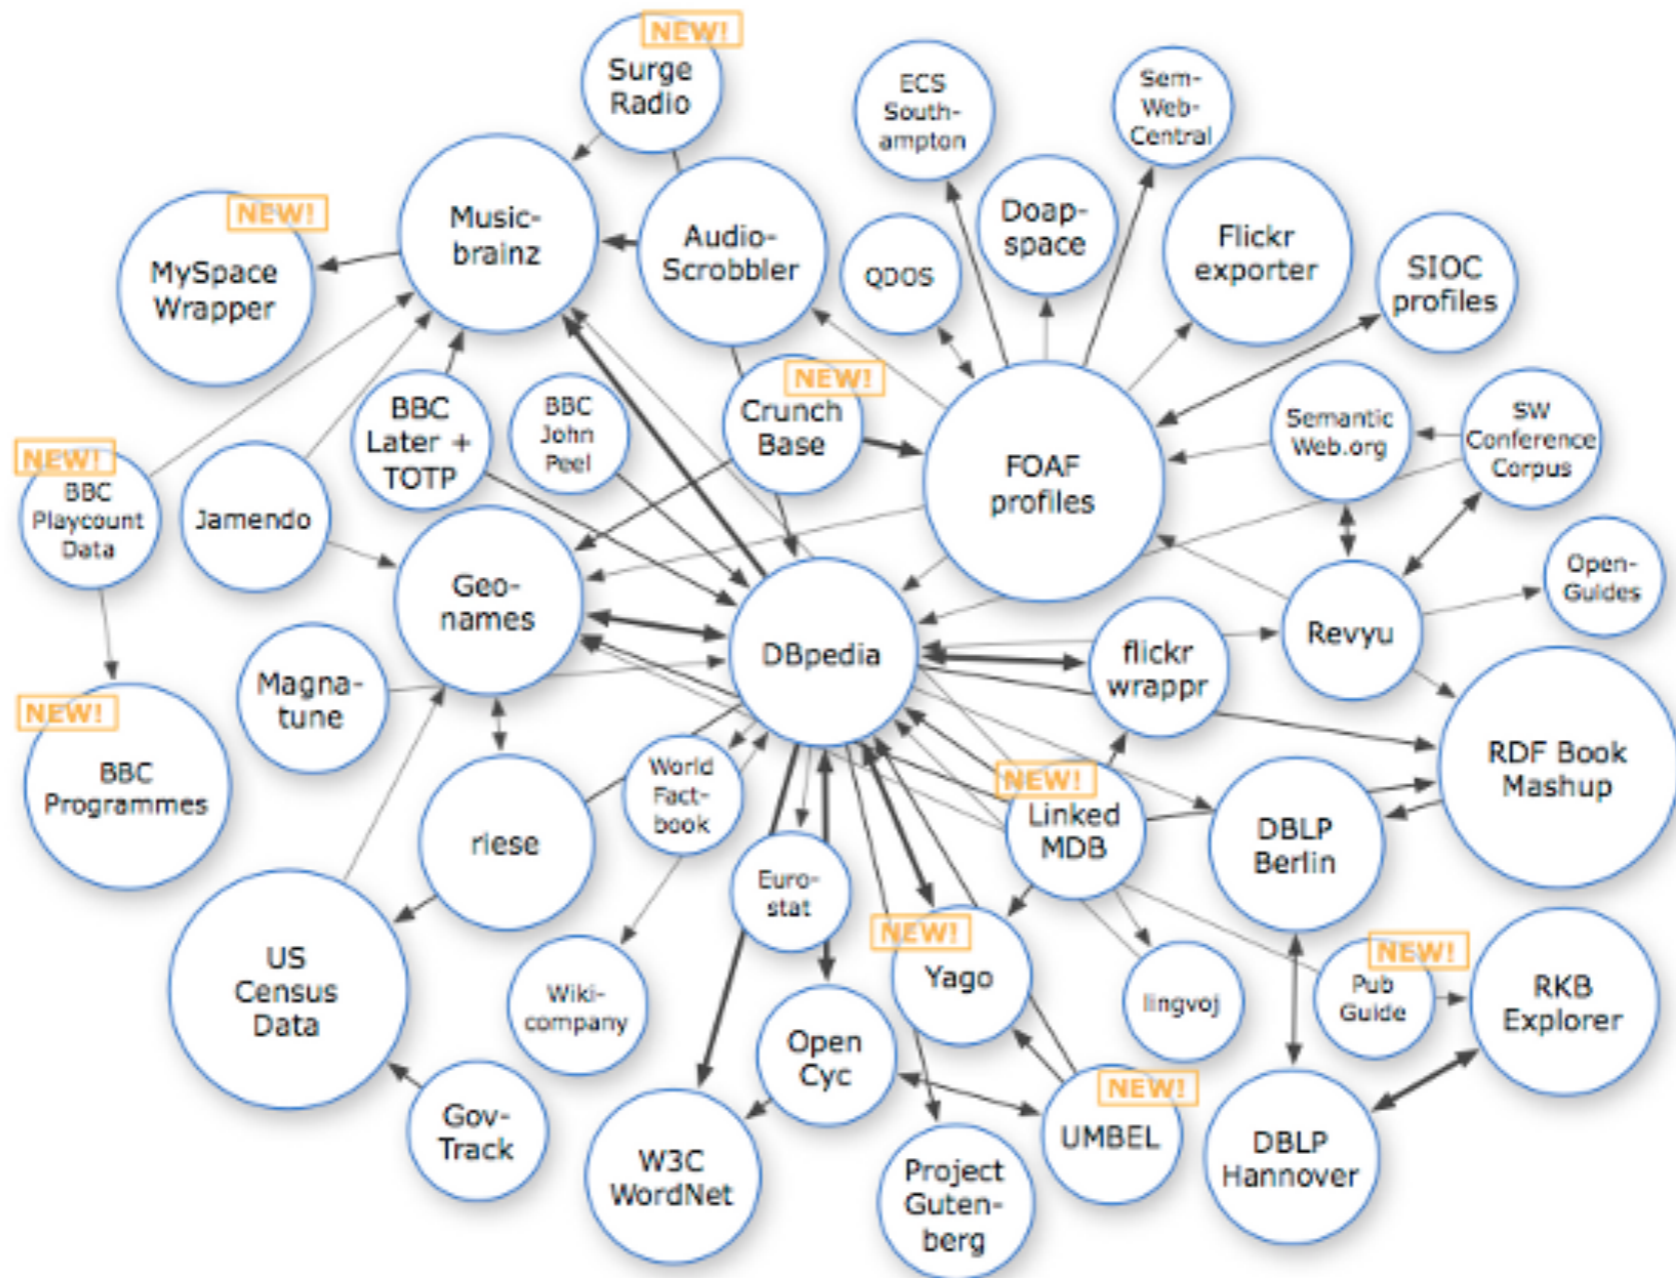 NEW!
Surge
Radio
ECS
South-
ampton
Sem-
Web-
Central
NEW!
MySpace
Wrapper
Music-
brainz
Audio-
Scrobbler
QDOS
Doap-
space
Flickr
exporter
SIOC
profiles
NEW!
BBC
Playcount
Data
Jamendo
BBC
Later +
TOTP
BBC
John
Peel
NEW!
Crunch
Base
FOAF
profiles
Semantic
Web.org
SW
Conference
Corpus
Open-
Guides
Geo-
names
DBpedia
flickr
wrappr
Revyu
Magna-
tune
NEW!
BBC
Programmes
riese
World
Fact-
book
NEW!
Linked
MDB
DBLP
Berlin
RDF Book
Mashup
Euro-
stat
US
Census
Data
Wiki-
company
NEW!
Yago
lingvoj
NEW!
Pub
Guide
RKB
Explorer
Open
Cyc
Gov-
Track
W3C
WordNet
Project
Guten-
berg
NEW!
UMBEL
DBLP
Hannover